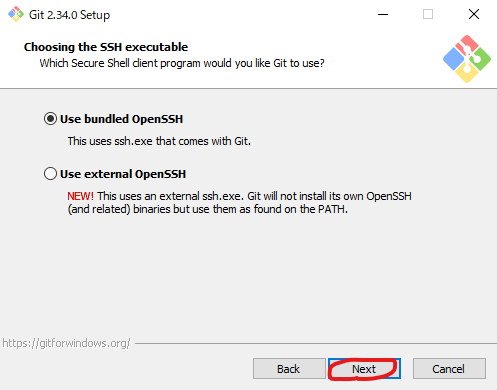 Git 2.34.0 Setup
Choosing the SSH executable
Which Secure Shell client program would you like Git to use?
Use bundled OpenSSH
This uses ssh.exe that comes with Git.
Use external OpenSSH
NEW! This uses an external ssh.exe. Git will not install its own OpenSSH
(and related) binaries but use them as found on the PATH.
https://gitforwindows.org/
Back
Next
Cancel